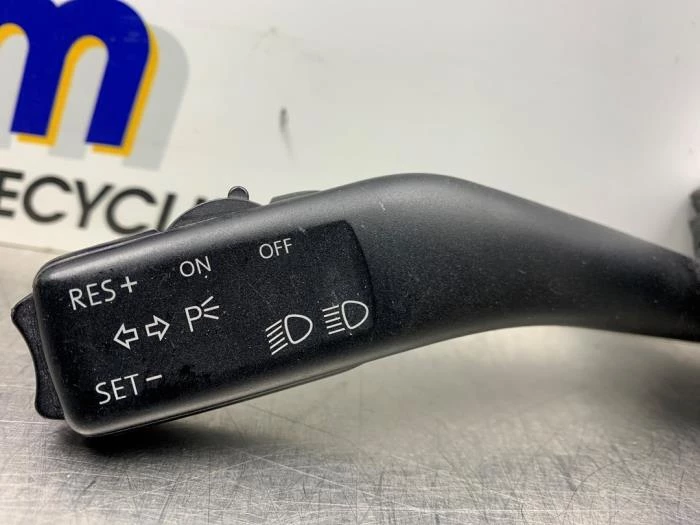 m
ECYCL
ON OFF
RES+
P
SET-